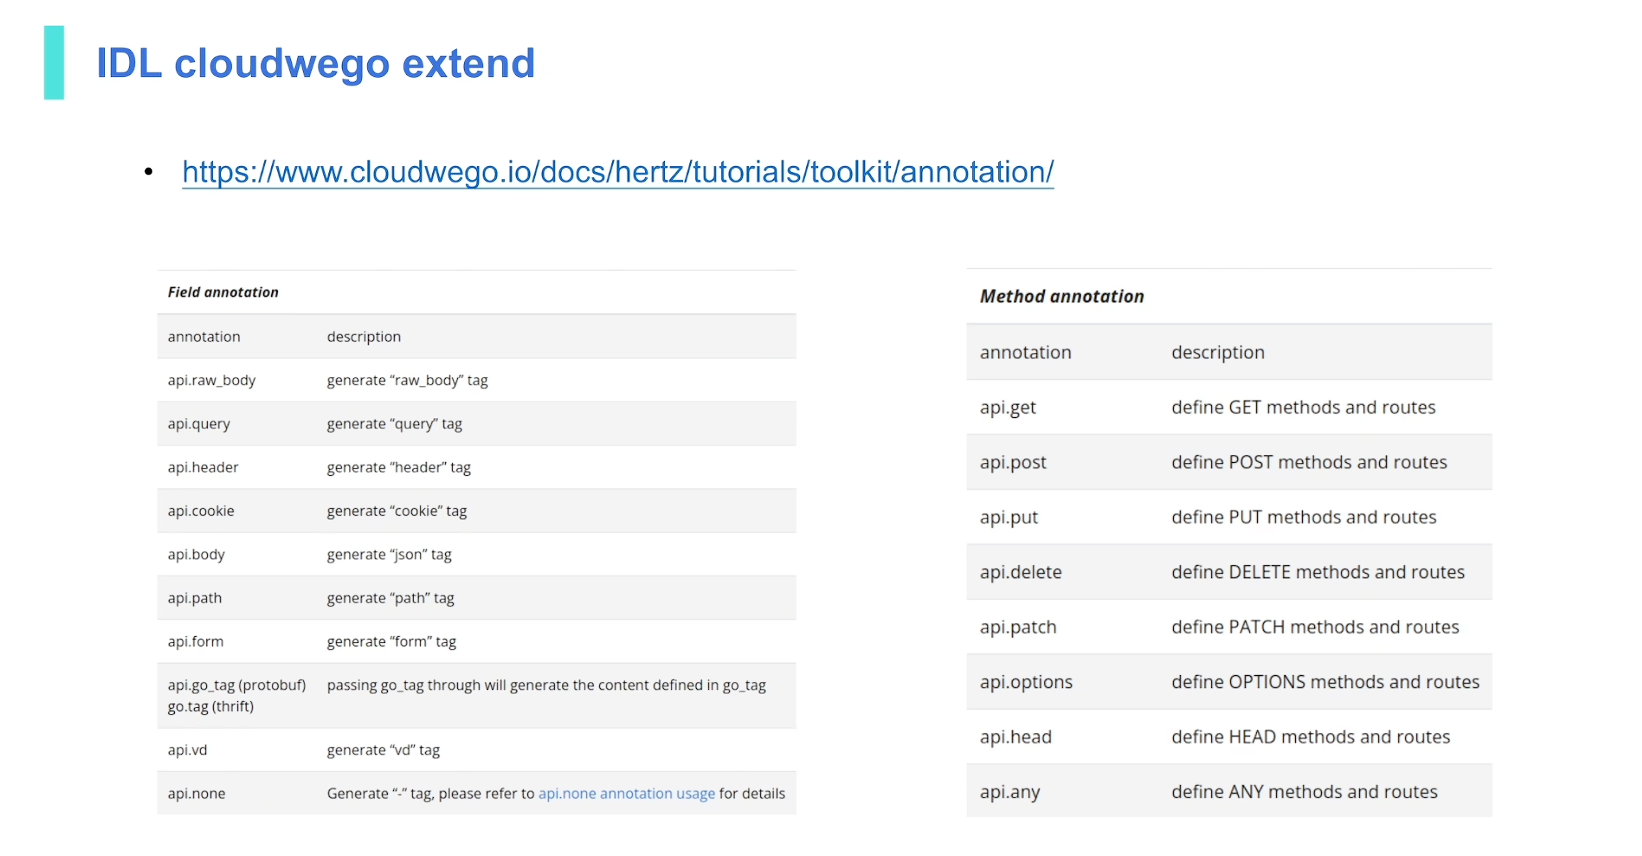 IDL cloudwego extend
• https://www.cloudwego.io/docs/hertz/tutorials/toolkit/annotation/
Field annotation
annotation description
api.raw_body generate “raw_body” tag
api.query generate “query” tag
api.header generate “header” tag
api.cookie generate “cookie” tag
api.body generate “json” tag
api.path generate “path” tag
api.form generate “form” tag
api.go_tag (protobuf) passing go_tag through will generate the content defined in go_tag
go.tag (thrift)
api.vd generate “vd” tag
api.none Generate “-” tag, please refer to api.none annotation usage for details
Method annotation
annotation description
api.get define GET methods and routes
api.post define POST methods and routes
api.put define PUT methods and routes
api.delete define DELETE methods and routes
api.patch define PATCH methods and routes
api.options define OPTIONS methods and routes
api.head define HEAD methods and routes
api.any define ANY methods and routes